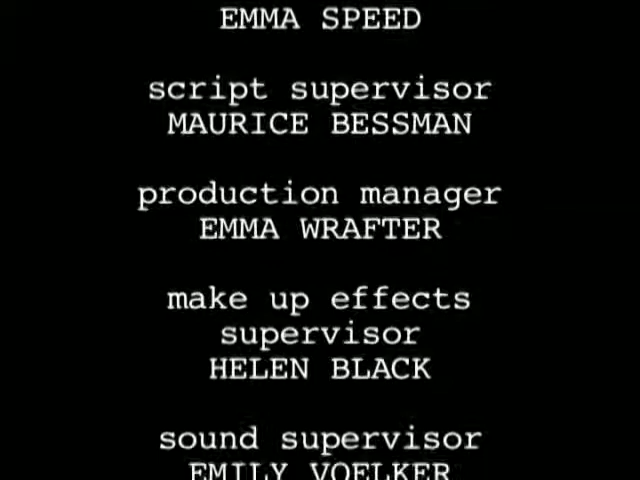 EMMA SPEED
script supervisor
MAURICE BESSMAN
production manager
EMMA WRAFTER
make up effects
supervisor
HELEN BLACK
sound supervisor
EMILY VOELKER